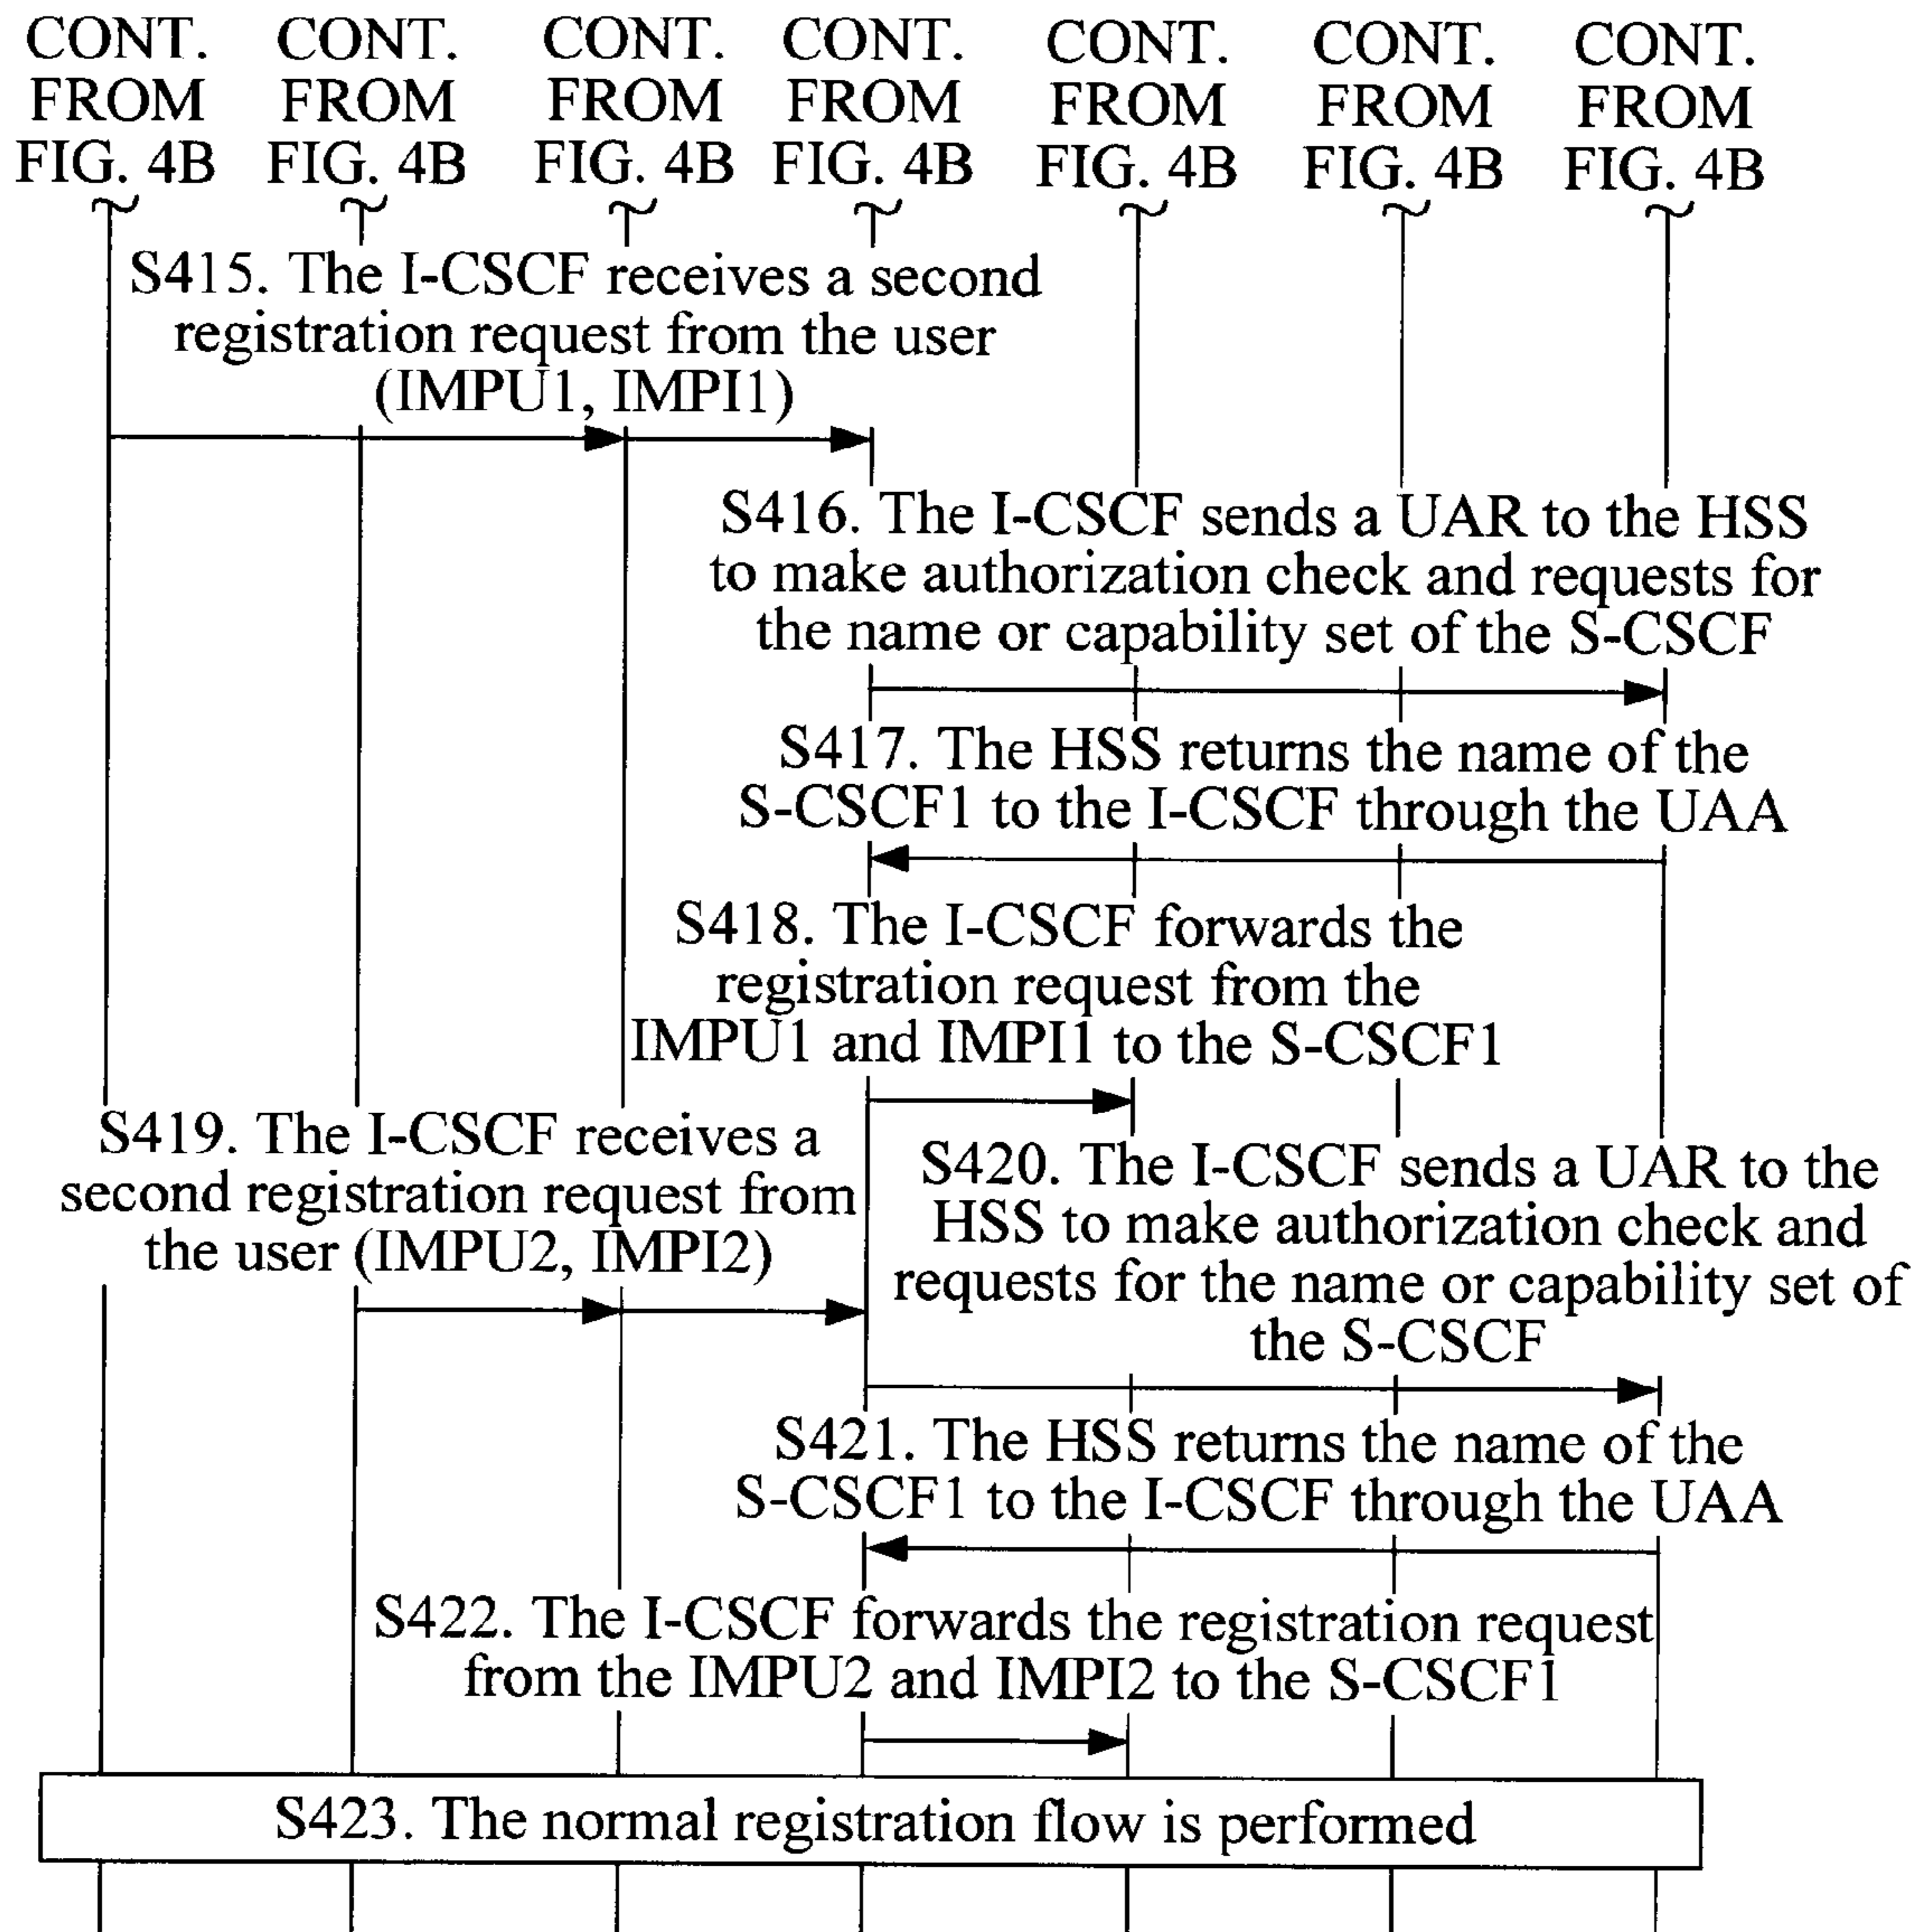 CONT. CONT. CONT. CONT. CONT. CONT. CONT.
FROM FROM FROM FROM FROM FROM FROM
FIG. 4B FIG. 4B FIG. 4B FIG. 4B FIG. 4B FIG. 4B FIG. 4B
S415. The I-CSCF receives a second
registration request from the user
(IMPU1, IMPI1)
S416. The I-CSCF sends a UAR to the HSS
to make authorization check and requests for
the name or capability set of the S-CSCF
S417. The HSS returns the name of the
S-CSCF1 to the I-CSCF through the UAA
S418. The I-CSCF forwards the
registration request from the
IMPU1 and IMPI1 to the S-CSCF1
S419. The I-CSCF receives a
second registration request from
the user (IMPU2, IMPI2)
S420. The I-CSCF sends a UAR to the
HSS to make authorization check and
requests for the name or capability set of
the S-CSCF
S421. The HSS returns the name of the
S-CSCF1 to the I-CSCF through the UAA
S422. The I-CSCF forwards the registration request
from the IMPU2 and IMPI2 to the S-CSCF1
S423. The normal registration flow is performed